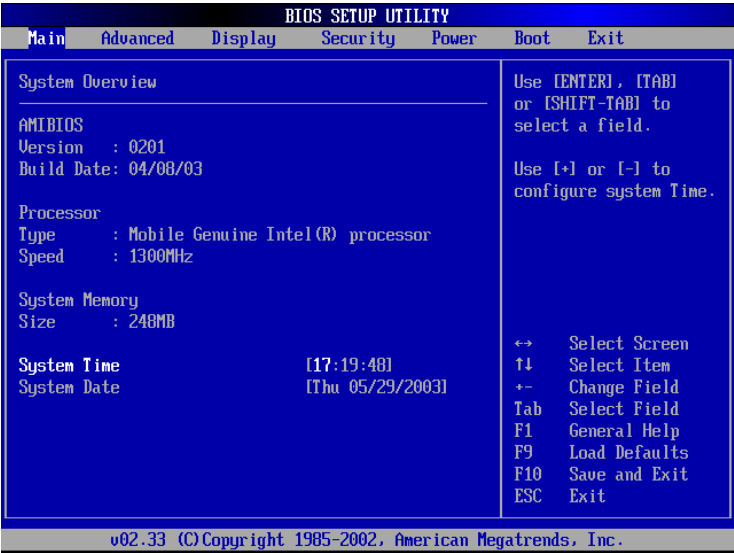 BIOS SETUP UTILITY
Main Advanced Display Security Power Boot Exit
System Overview
AMIBIOS
Version : 0201
Build Date: 04/08/03
Processor
Type : Mobile Genuine Intel(R) processor
Speed : 1300MHz
System Memory
Size : 248MB
System Time [17:19:48]
System Date [Thu 05/29/2003]
Use [ENTER], [TAB]
or [SHIFT-TAB] to
select a field.
Use [+] or [-] to
configure system Time.
↔ Select Screen
↑↓ Select Item
+- Change Field
Tab Select Field
F1 General Help
F9 Load Defaults
F10 Save and Exit
ESC Exit
v02.33 (C)Copyright 1985-2002, American Megatrends, Inc.